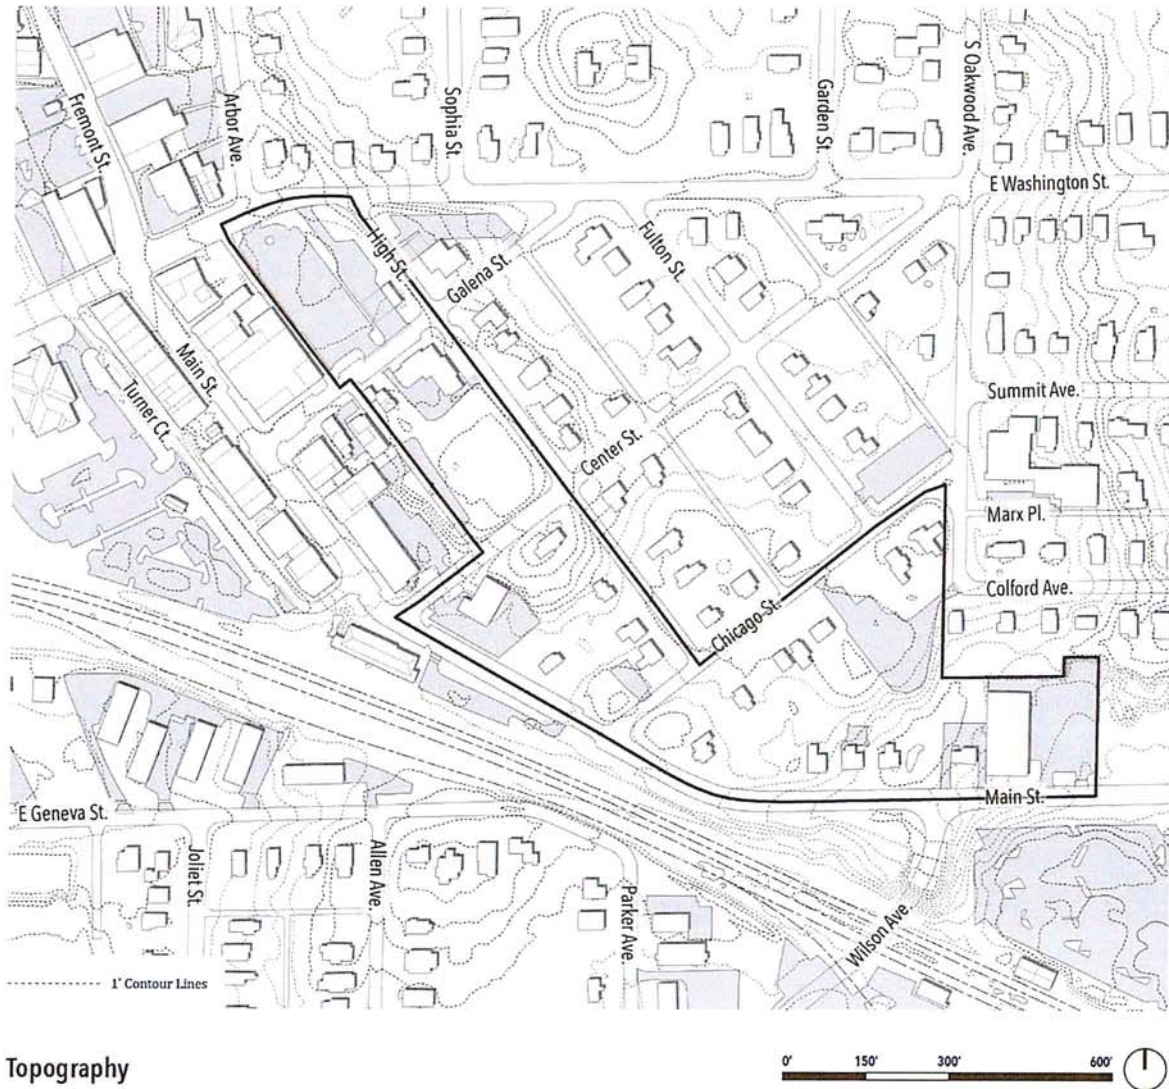 Fremont St.
Arbor Ave.
Sophia St.
Garden St.
S Oakwood Ave.
E Washington St.
High St.
Galena St.
Fulton St.
Main St.
Turner Ct.
Center St.
Summit Ave.
Marx Pl.
Colford Ave.
Chicago St.
Main St.
E Geneva St.
Joliet St.
Allen Ave.
Parker Ave.
Wilson Ave
1' Contour Lines
Topography
0' 150' 300' 600'